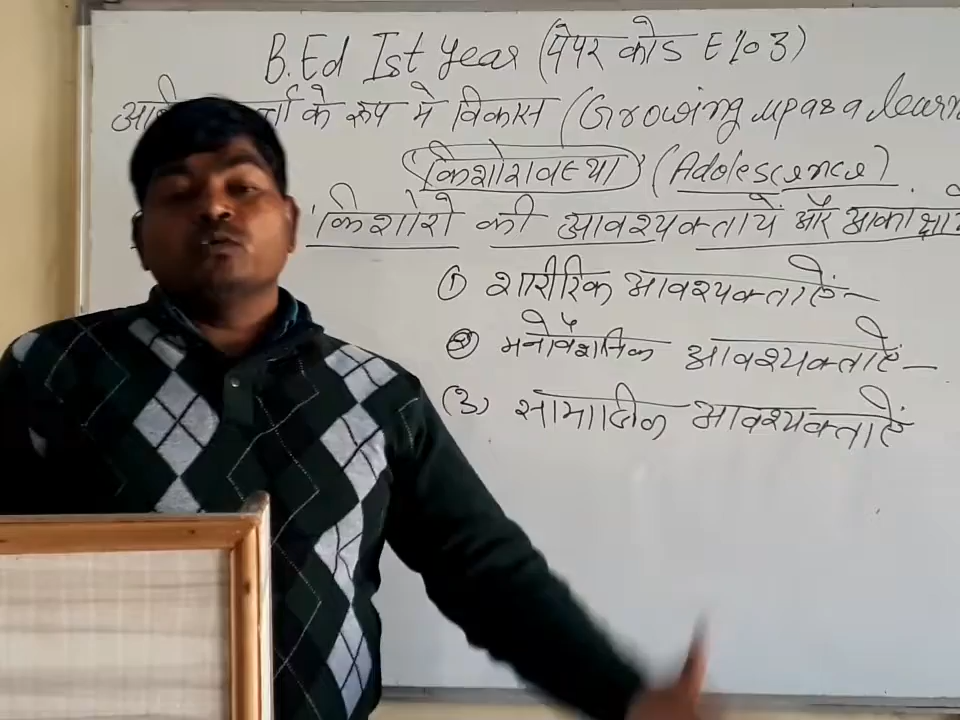 B.Ed Ist year (पेपर कोड E103)
के रूप में विकास (Growing up as a learn
किशोरावस्था (Adolescence)
किशोरो की आवश्यकतायें और आकांक्षाये
① शारीरिक आवश्यकताऐं—
② मनोवैज्ञानिक आवश्यकताऐं—
(3) सामाजिक आवश्यकताऐं